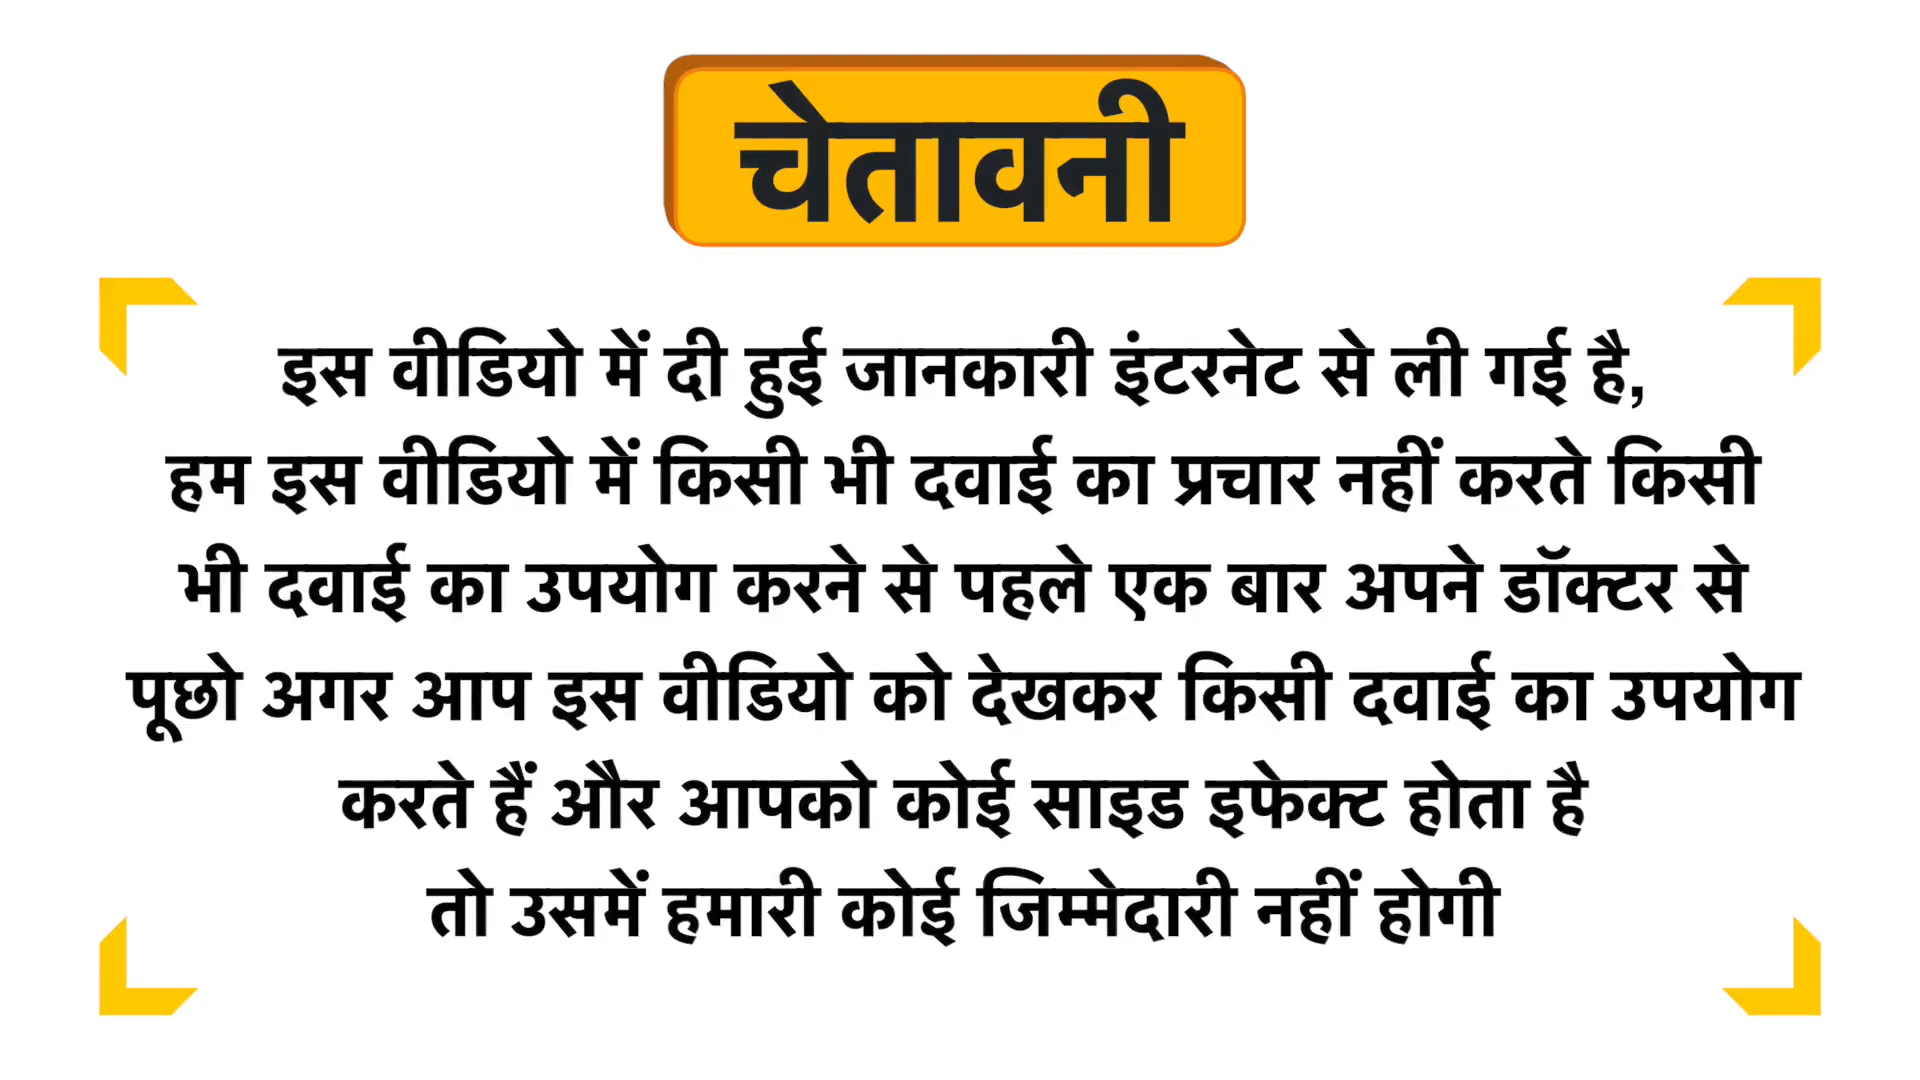 चेतावनी
इस वीडियो में दी हुई जानकारी इंटरनेट से ली गई है,
हम इस वीडियो में किसी भी दवाई का प्रचार नहीं करते किसी
भी दवाई का उपयोग करने से पहले एक बार अपने डॉक्टर से
पूछो अगर आप इस वीडियो को देखकर किसी दवाई का उपयोग
करते हैं और आपको कोई साइड इफेक्ट होता है
तो उसमें हमारी कोई जिम्मेदारी नहीं होगी